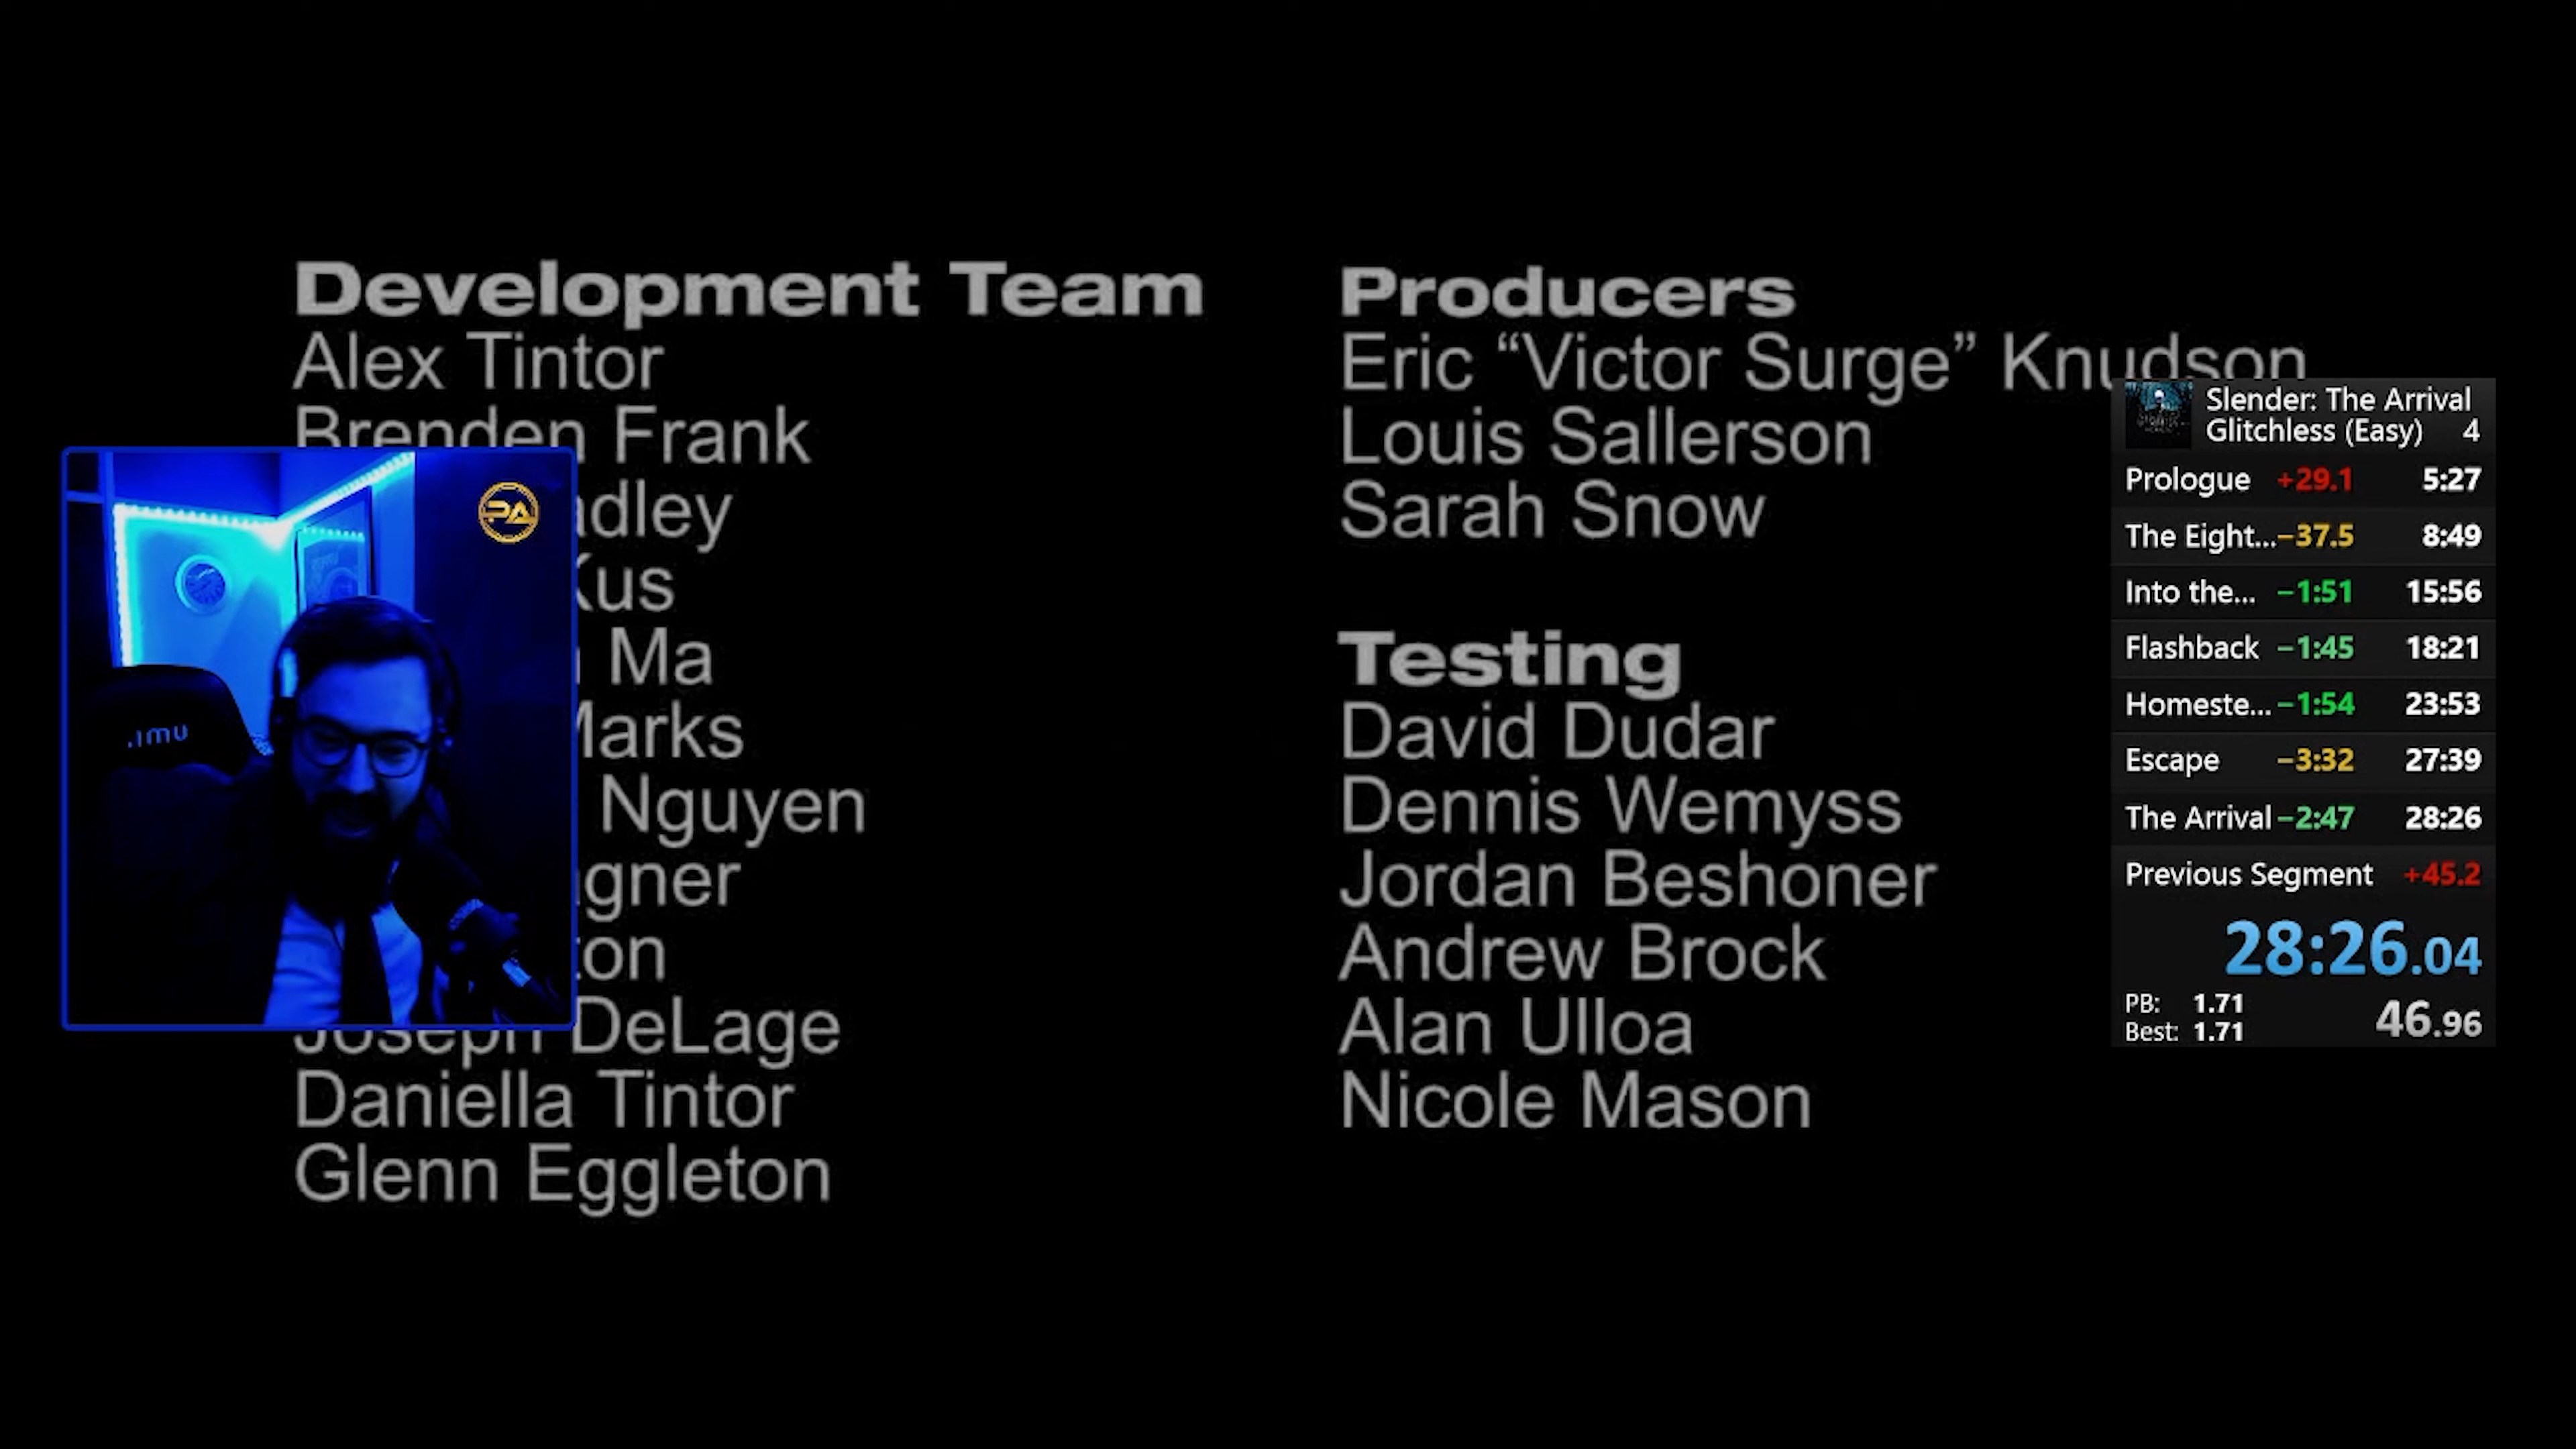 Development Team
Alex Tintor
Brenden Frank
Kus
Ma
Marks
Nguyen
Joseph DeLage
Daniella Tintor
Glenn Eggleton
Producers
Eric “Victor Surge” Knudson
Louis Sallerson
Sarah Snow
Testing
David Dudar
Dennis Wemyss
Jordan Beshoner
Andrew Brock
Alan Ulloa
Nicole Mason
PA
Slender: The Arrival
Glitchless (Easy) 4
Prologue +29.1 5:27
The Eight... −37.5 8:49
Into the... −1:51 15:56
Flashback −1:45 18:21
Homeste... −1:54 23:53
Escape −3:32 27:39
The Arrival −2:47 28:26
Previous Segment +45.2
28:26.04
PB: 1.71
Best: 1.71
46.96